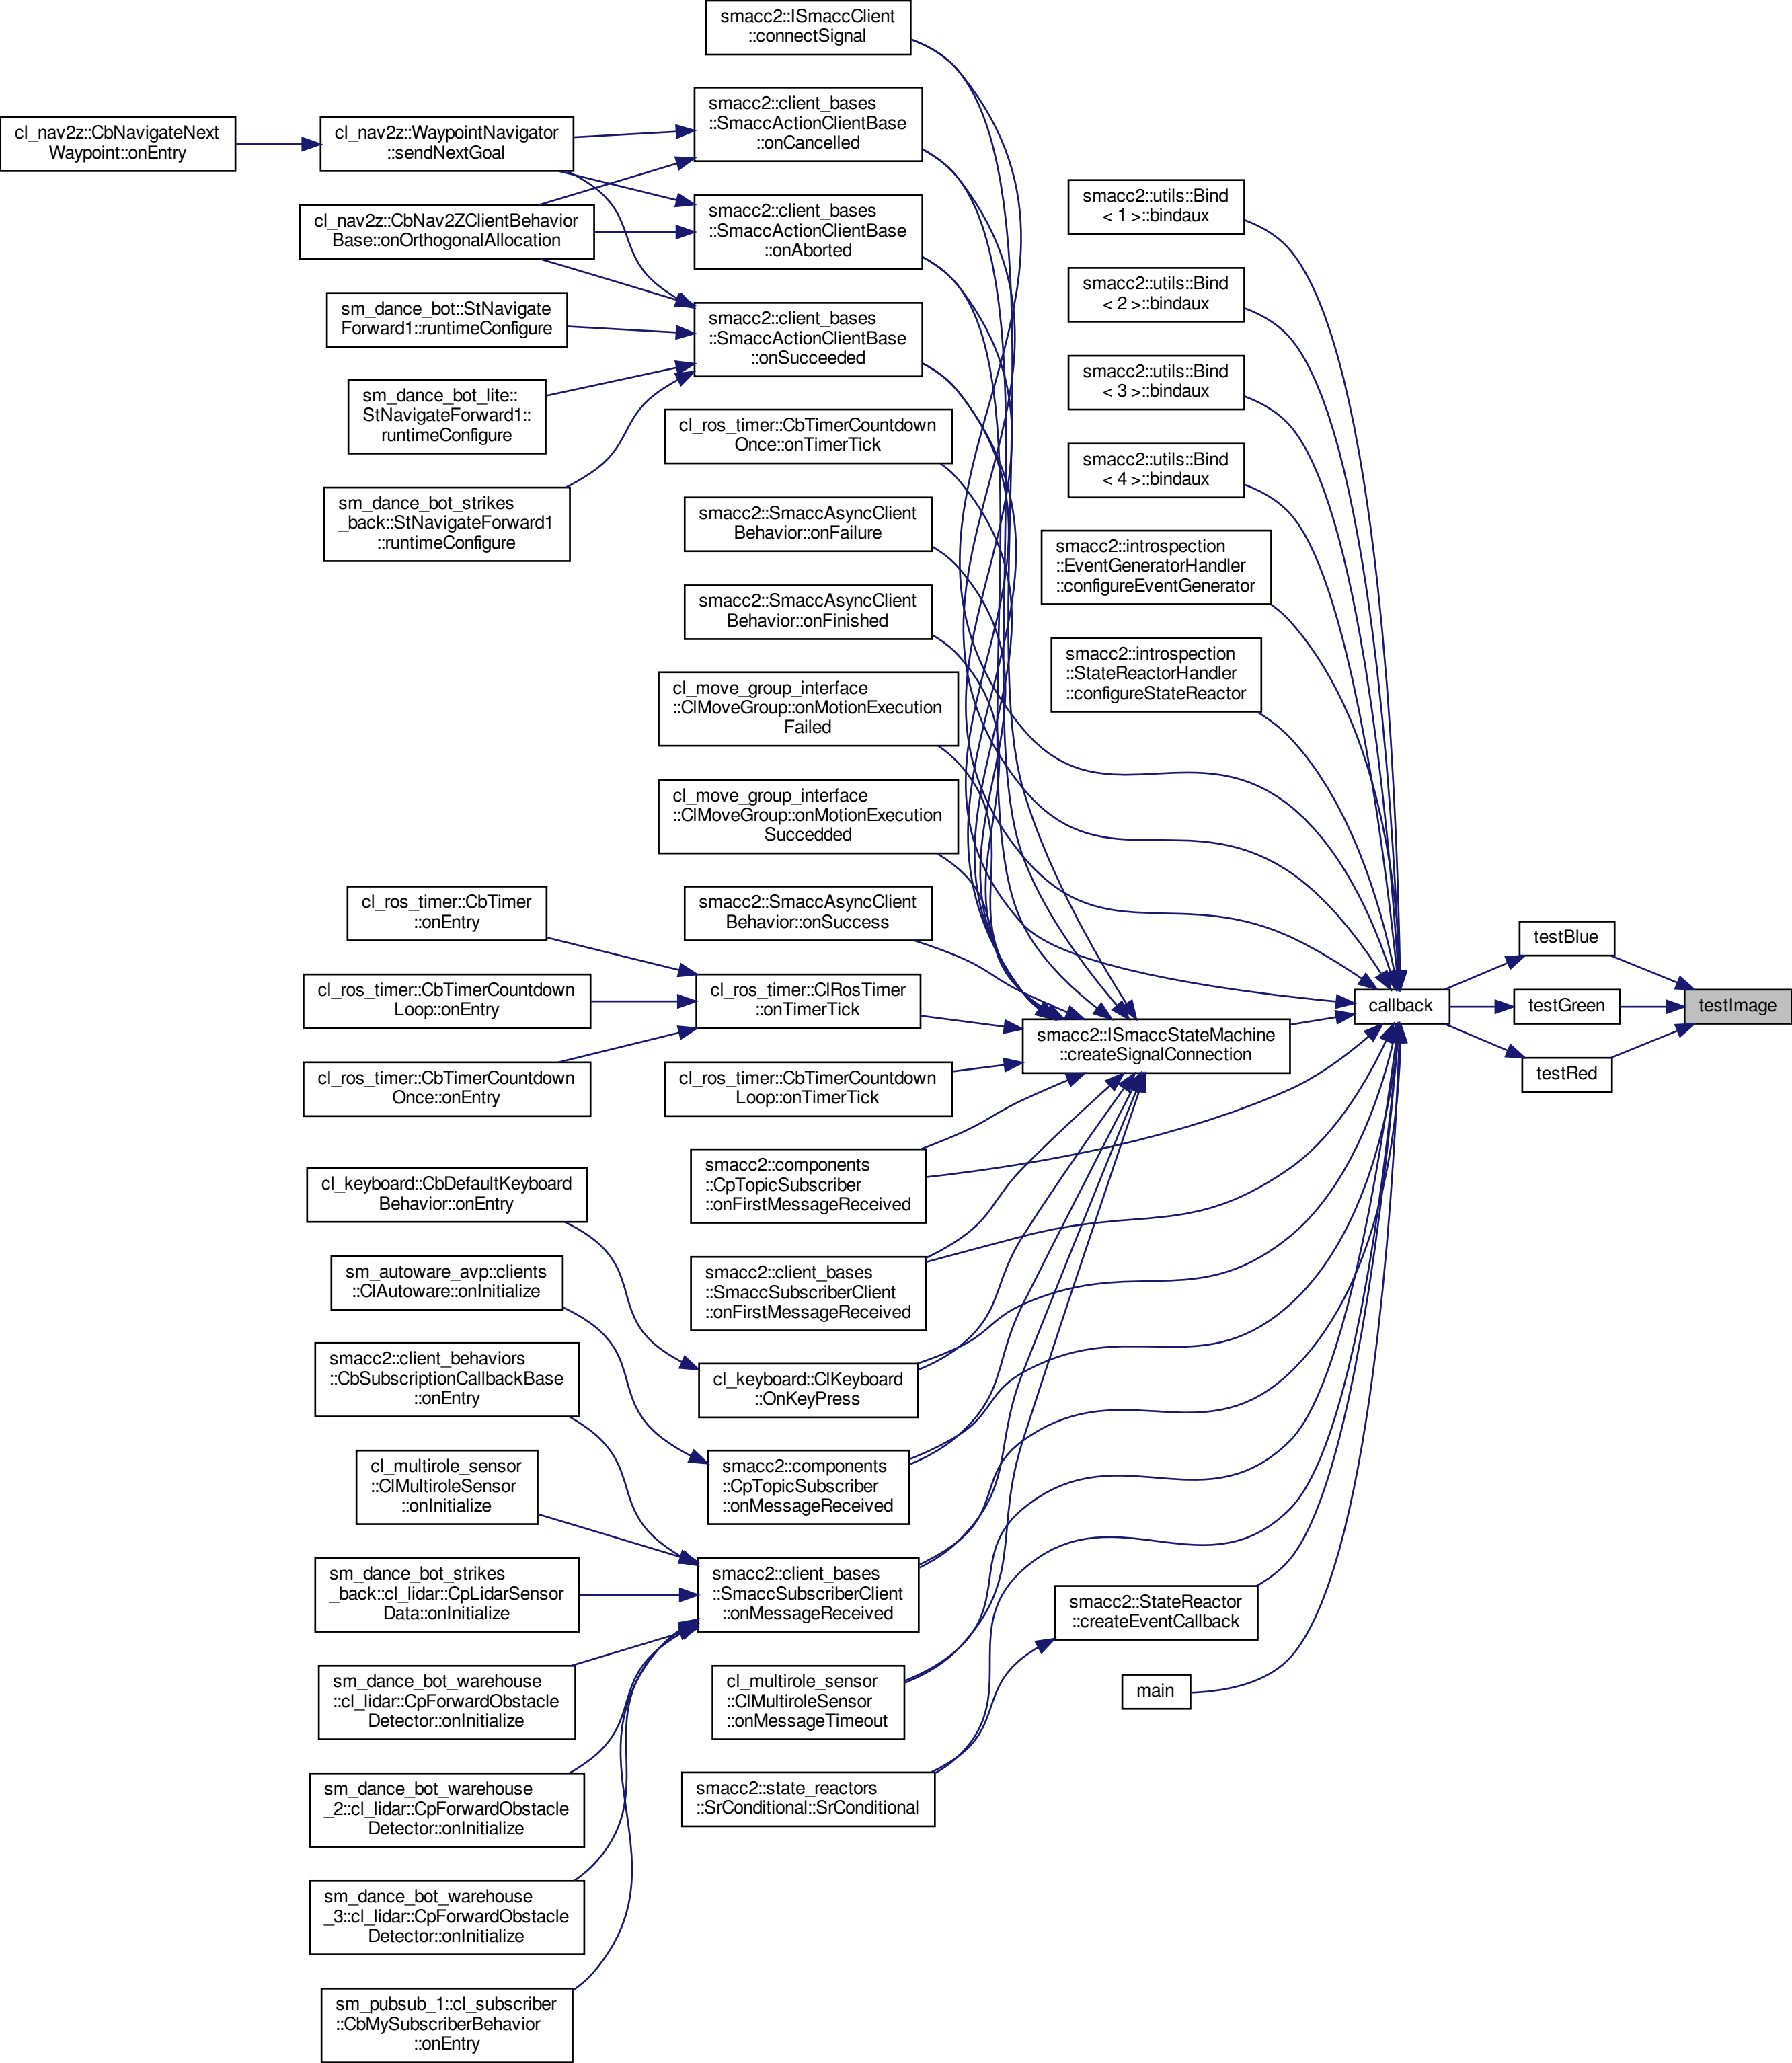 smacc2::ISmaccClient
::connectSignal
smacc2::client_bases
::SmaccActionClientBase
::onCancelled
cl_nav2z::CbNavigateNext
Waypoint::onEntry
cl_nav2z::WaypointNavigator
::sendNextGoal
smacc2::client_bases
::SmaccActionClientBase
::onAborted
cl_nav2z::CbNav2ZClientBehavior
Base::onOrthogonalAllocation
sm_dance_bot::StNavigate
Forward1::runtimeConfigure
smacc2::client_bases
::SmaccActionClientBase
::onSucceeded
sm_dance_bot_lite::
StNavigateForward1::
runtimeConfigure
sm_dance_bot_strikes
_back::StNavigateForward1
::runtimeConfigure
cl_ros_timer::CbTimerCountdown
Once::onTimerTick
smacc2::SmaccAsyncClient
Behavior::onFailure
smacc2::SmaccAsyncClient
Behavior::onFinished
cl_move_group_interface
::ClMoveGroup::onMotionExecution
Failed
cl_move_group_interface
::ClMoveGroup::onMotionExecution
Succedded
smacc2::SmaccAsyncClient
Behavior::onSuccess
cl_ros_timer::CbTimer
::onEntry
cl_ros_timer::CbTimerCountdown
Loop::onEntry
cl_ros_timer::CbTimerCountdown
Once::onEntry
cl_ros_timer::ClRosTimer
::onTimerTick
cl_ros_timer::CbTimerCountdown
Loop::onTimerTick
smacc2::components
::CpTopicSubscriber
::onFirstMessageReceived
smacc2::client_bases
::SmaccSubscriberClient
::onFirstMessageReceived
cl_keyboard::CbDefaultKeyboard
Behavior::onEntry
cl_keyboard::ClKeyboard
::OnKeyPress
sm_autoware_avp::clients
::ClAutoware::onInitialize
smacc2::components
::CpTopicSubscriber
::onMessageReceived
smacc2::client_behaviors
::CbSubscriptionCallbackBase
::onEntry
cl_multirole_sensor
::ClMultiroleSensor
::onInitialize
sm_dance_bot_strikes
_back::cl_lidar::CpLidarSensor
Data::onInitialize
smacc2::client_bases
::SmaccSubscriberClient
::onMessageReceived
sm_dance_bot_warehouse
::cl_lidar::CpForwardObstacle
Detector::onInitialize
sm_dance_bot_warehouse
_2::cl_lidar::CpForwardObstacle
Detector::onInitialize
sm_dance_bot_warehouse
_3::cl_lidar::CpForwardObstacle
Detector::onInitialize
sm_pubsub_1::cl_subscriber
::CbMySubscriberBehavior
::onEntry
cl_multirole_sensor
::ClMultiroleSensor
::onMessageTimeout
smacc2::state_reactors
::SrConditional::SrConditional
smacc2::utils::Bind
< 1 >::bindaux
smacc2::utils::Bind
< 2 >::bindaux
smacc2::utils::Bind
< 3 >::bindaux
smacc2::utils::Bind
< 4 >::bindaux
smacc2::introspection
::EventGeneratorHandler
::configureEventGenerator
smacc2::introspection
::StateReactorHandler
::configureStateReactor
smacc2::ISmaccStateMachine
::createSignalConnection
smacc2::StateReactor
::createEventCallback
main
callback
testBlue
testGreen
testRed
testImage